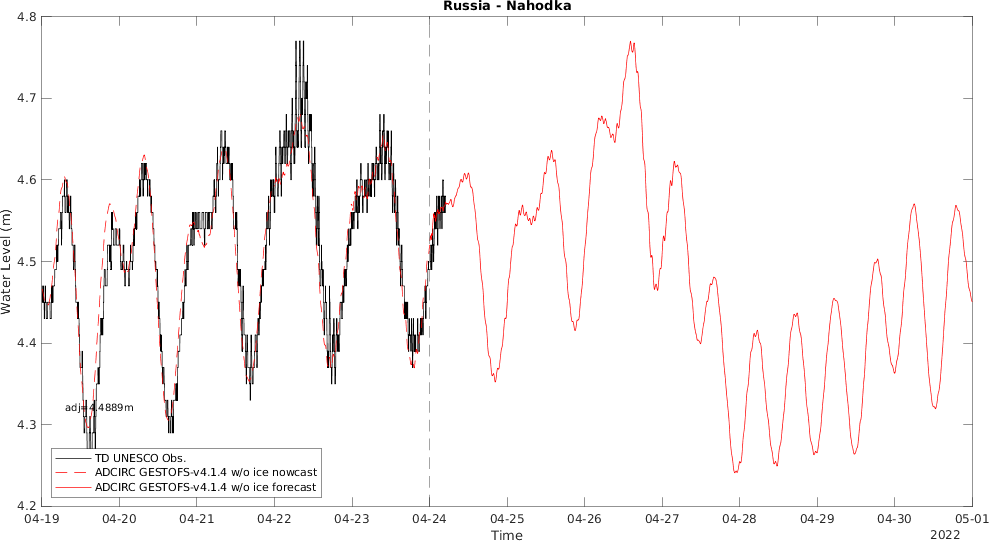 Russia - Nahodka
4.8
4.7
4.6
4.5
4.4
4.3
4.2
Water Level (m)
adj=4.4889m
TD UNESCO Obs.
ADCIRC GESTOFS-v4.1.4 w/o ice nowcast
ADCIRC GESTOFS-v4.1.4 w/o ice forecast
04-19 04-20 04-21 04-22 04-23 04-24 04-25 04-26 04-27 04-28 04-29 04-30 05-01
Time
2022